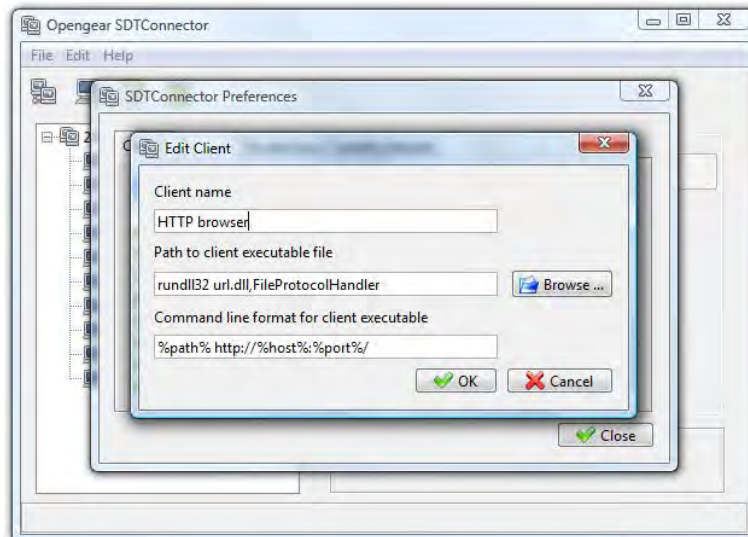 Opengear SDTConnector
File Edit Help
SDTConnector Preferences
Edit Client
Client name
HTTP browser
Path to client executable file
rundll32 url.dll,FileProtocolHandler
Browse ...
Command line format for client executable
%path% http://%host%:%port%/
OK Cancel
Close